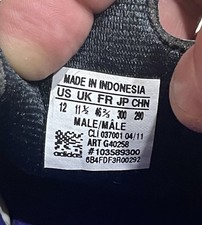 MADE IN INDONESIA
US UK FR JP CHN
12 11½ 46⅔ 300 290
MALE/MÂLE
CLI 037001 04/11
ART G40258
#103589300
adidas 6B4FDF3R00292